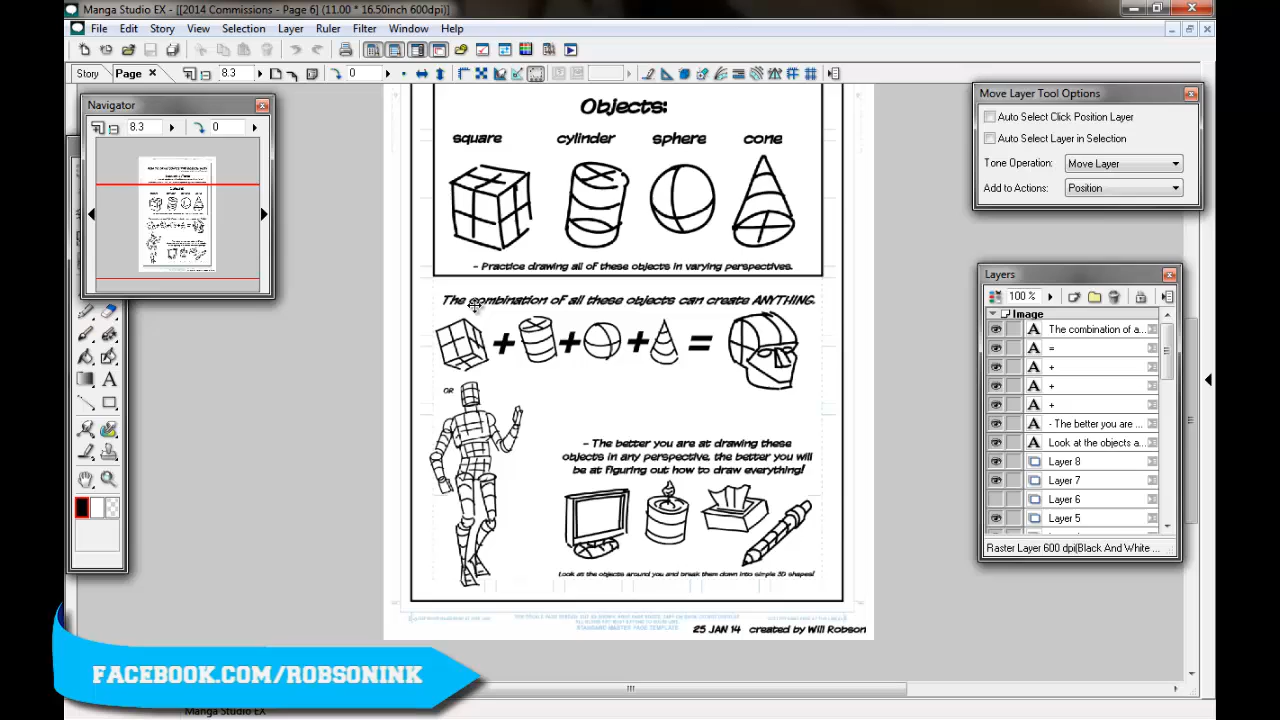 Manga Studio EX - [[2014 Commissions - Page 6] (11.00 * 16.50inch 600dpi)]
File Edit Story View Selection Layer Ruler Filter Window Help
Story Page 8.3 0
Navigator
8.3 0
Move Layer Tool Options
Auto Select Click Position Layer
Auto Select Layer in Selection
Tone Operation: Move Layer
Add to Actions: Position
Objects:
square cylinder sphere cone
- Practice drawing all of these objects in varying perspectives.
The combination of all these objects can create ANYTHING.
+ + + =
OR
- The better you are at drawing these
objects in any perspective, the better you will
be at figuring out how to draw everything!
Look at the objects around you and break them down into simple 3D shapes!
STANDARD MASTER PAGE TEMPLATE
25 JAN 14 created by Will Robson
Layers
100 %
Image
The combination of a...
=
+
+
+
- The better you are ...
Look at the objects a...
Layer 8
Layer 7
Layer 6
Layer 5
Raster Layer 600 dpi(Black And White ...
FACEBOOK.COM/ROBSONINK
Manga Studio EX